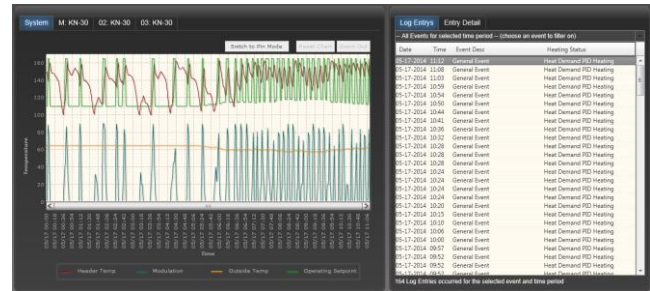 System M: KN-30 02: KN-30 03: KN-30
Switch to Pin Mode Reset Chart Zoom Out
160
140
120
100
80
60
40
20
0
Temperature
Time
Header Temp Modulation Outside Temp Operating Setpoint
Log Entrys Entry Detail
-- All Events for selected time period -- (choose an event to filter on)
Date Time Event Desc Heating Status
05-17-2014 11:12 General Event Heat Demand PID Heating
05-17-2014 11:08 General Event Heat Demand PID Heating
05-17-2014 11:03 General Event Heat Demand PID Heating
05-17-2014 10:59 General Event Heat Demand PID Heating
05-17-2014 10:54 General Event Heat Demand PID Heating
05-17-2014 10:50 General Event Heat Demand PID Heating
05-17-2014 10:44 General Event Heat Demand PID Heating
05-17-2014 10:41 General Event Heat Demand PID Heating
05-17-2014 10:36 General Event Heat Demand PID Heating
05-17-2014 10:32 General Event Heat Demand PID Heating
05-17-2014 10:28 General Event Heat Demand PID Heating
05-17-2014 10:28 General Event Heat Demand PID Heating
05-17-2014 10:28 General Event Heat Demand PID Heating
05-17-2014 10:24 General Event Heat Demand PID Heating
05-17-2014 10:24 General Event Heat Demand PID Heating
05-17-2014 10:24 General Event Heat Demand PID Heating
05-17-2014 10:24 General Event Heat Demand PID Heating
05-17-2014 10:20 General Event Heat Demand PID Heating
05-17-2014 10:15 General Event Heat Demand PID Heating
05-17-2014 10:10 General Event Heat Demand PID Heating
05-17-2014 10:06 General Event Heat Demand PID Heating
05-17-2014 10:00 General Event Heat Demand PID Heating
05-17-2014 09:57 General Event Heat Demand PID Heating
05-17-2014 09:52 General Event Heat Demand PID Heating
05-17-2014 09:52 General Event Heat Demand PID Heating
164 Log Entries occurred for the selected event and time period